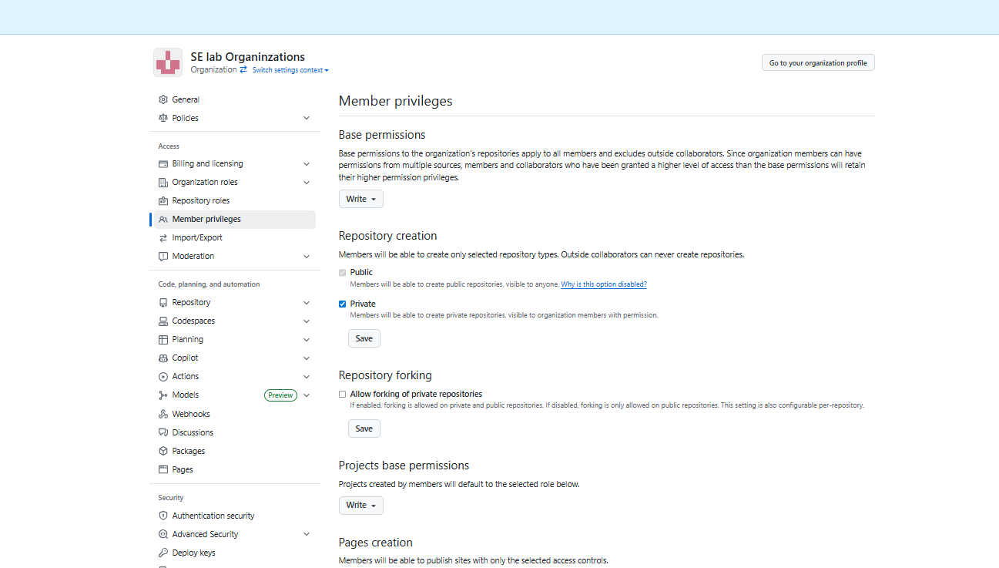 SE lab Organinzations
Organization Switch settings context
Go to your organization profile
General
Policies
Access
Billing and licensing
Organization roles
Repository roles
Member privileges
Import/Export
Moderation
Code, planning, and automation
Repository
Codespaces
Planning
Copilot
Actions
Models Preview
Webhooks
Discussions
Packages
Pages
Security
Authentication security
Advanced Security
Deploy keys
Member privileges
Base permissions
Base permissions to the organization's repositories apply to all members and excludes outside collaborators. Since organization members can have
permissions from multiple sources, members and collaborators who have been granted a higher level of access than the base permissions will retain
their higher permission privileges.
Write
Repository creation
Members will be able to create only selected repository types. Outside collaborators can never create repositories.
Public
Members will be able to create public repositories, visible to anyone. Why is this option disabled?
Private
Members will be able to create private repositories, visible to organization members with permission.
Save
Repository forking
Allow forking of private repositories
If enabled, forking is allowed on private and public repositories. If disabled, forking is only allowed on public repositories. This setting is also configurable per-repository.
Save
Projects base permissions
Projects created by members will default to the selected role below.
Write
Pages creation
Members will be able to publish sites with only the selected access controls.